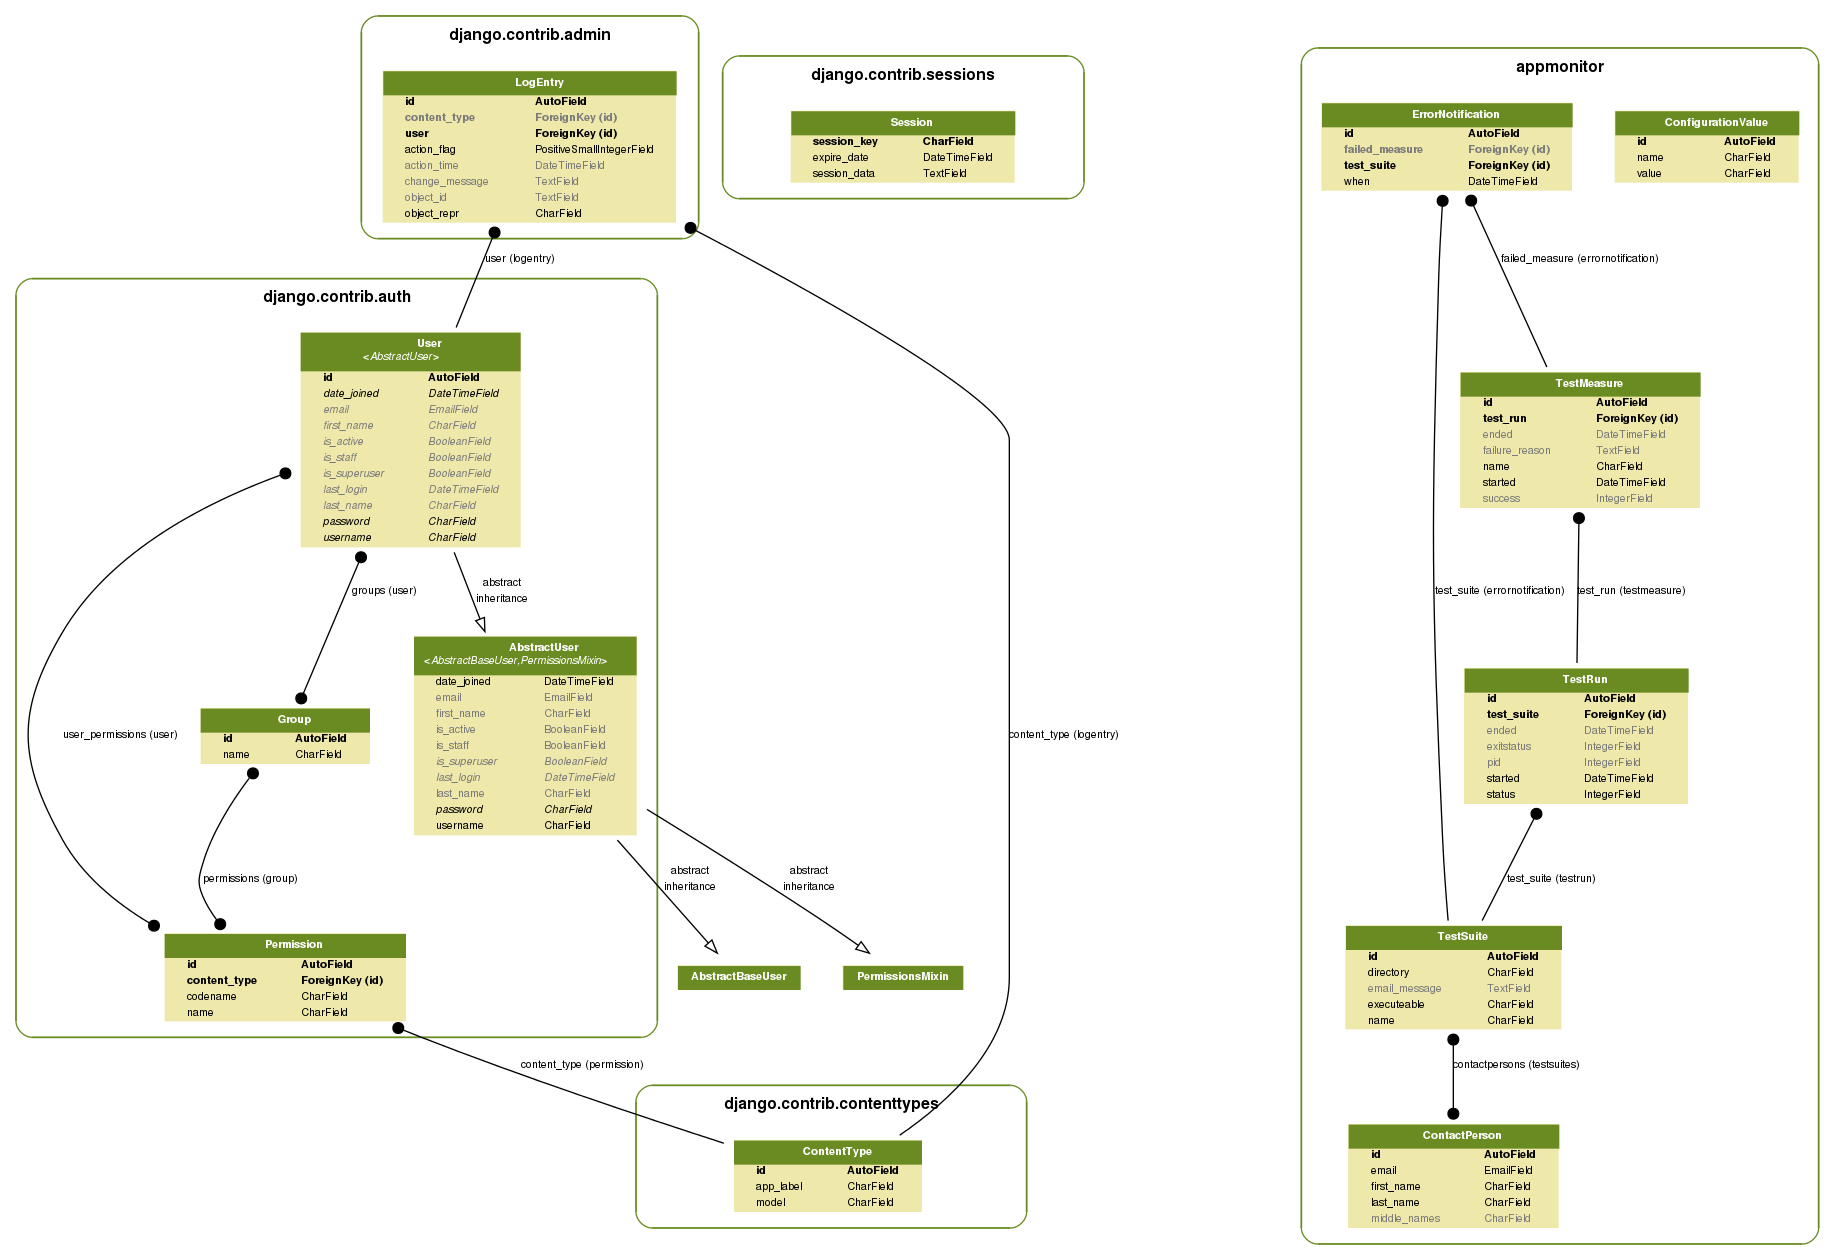 django.contrib.admin
LogEntry
id AutoField
content_type ForeignKey (id)
user ForeignKey (id)
action_flag PositiveSmallIntegerField
action_time DateTimeField
change_message TextField
object_id TextField
object_repr CharField
user (logentry)
django.contrib.sessions
Session
session_key CharField
expire_date DateTimeField
session_data TextField
django.contrib.auth
User
<AbstractUser>
id AutoField
date_joined DateTimeField
email EmailField
first_name CharField
is_active BooleanField
is_staff BooleanField
is_superuser BooleanField
last_login DateTimeField
last_name CharField
password CharField
username CharField
groups (user)
abstract
inheritance
AbstractUser
<AbstractBaseUser,PermissionsMixin>
date_joined DateTimeField
email EmailField
first_name CharField
is_active BooleanField
is_staff BooleanField
is_superuser BooleanField
last_login DateTimeField
last_name CharField
password CharField
username CharField
Group
id AutoField
name CharField
user_permissions (user)
permissions (group)
abstract
inheritance
abstract
inheritance
Permission
id AutoField
content_type ForeignKey (id)
codename CharField
name CharField
AbstractBaseUser
PermissionsMixin
content_type (logentry)
content_type (permission)
django.contrib.contenttypes
ContentType
id AutoField
app_label CharField
model CharField
appmonitor
ErrorNotification
id AutoField
failed_measure ForeignKey (id)
test_suite ForeignKey (id)
when DateTimeField
ConfigurationValue
id AutoField
name CharField
value CharField
failed_measure (errornotification)
TestMeasure
id AutoField
test_run ForeignKey (id)
ended DateTimeField
failure_reason TextField
name CharField
started DateTimeField
success IntegerField
test_suite (errornotification)
test_run (testmeasure)
TestRun
id AutoField
test_suite ForeignKey (id)
ended DateTimeField
exitstatus IntegerField
pid IntegerField
started DateTimeField
status IntegerField
test_suite (testrun)
TestSuite
id AutoField
directory CharField
email_message TextField
executeable CharField
name CharField
contactpersons (testsuites)
ContactPerson
id AutoField
email EmailField
first_name CharField
last_name CharField
middle_names CharField